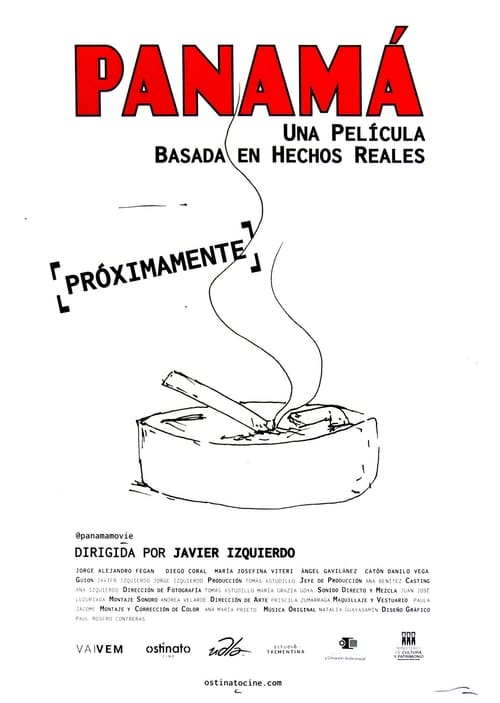 PANAMÁ
UNA PELÍCULA
BASADA EN HECHOS REALES
PRÓXIMAMENTE
@panamamovie
DIRIGIDA POR JAVIER IZQUIERDO
JORGE ALEJANDRO FEGAN DIEGO CORAL MARÍA JOSEFINA VITERI ÁNGEL GAVILÁNEZ CATÓN DANILO VEGA
GUION JAVIER IZQUIERDO JORGE IZQUIERDO PRODUCCIÓN TOMÁS ASTUDILLO JEFE DE PRODUCCIÓN ANA BENÍTEZ CASTING
ANA IZQUIERDO DIRECCIÓN DE FOTOGRAFÍA TOMÁS ASTUDILLO MARÍA GRAZIA GOYA SONIDO DIRECTO Y MEZCLA JUAN JOSÉ
LUZURIAGA MONTAJE SONORO ANDREA VELARDE DIRECCIÓN DE ARTE PRISCILA ZUMÁRRAGA MAQUILLAJE Y VESTUARIO PAULA
JÁCOME MONTAJE Y CORRECCIÓN DE COLOR ANA MARÍA PRIETO MÚSICA ORIGINAL NATALIA GUAYASAMÍN DISEÑO GRÁFICO
PAUL ROSERO CONTRERAS
VAIVEM ostinato CINE udla ESTUDIO TREMENTINA MINISTERIO DE CULTURA Y PATRIMONIO
ostinatocine.com